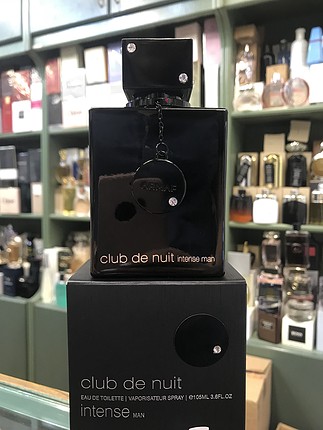 ARMAF
club de nuit intense man
club de nuit
EAU DE TOILETTE | VAPORISATEUR SPRAY | ℮105ML 3.6FL.OZ
intense MAN